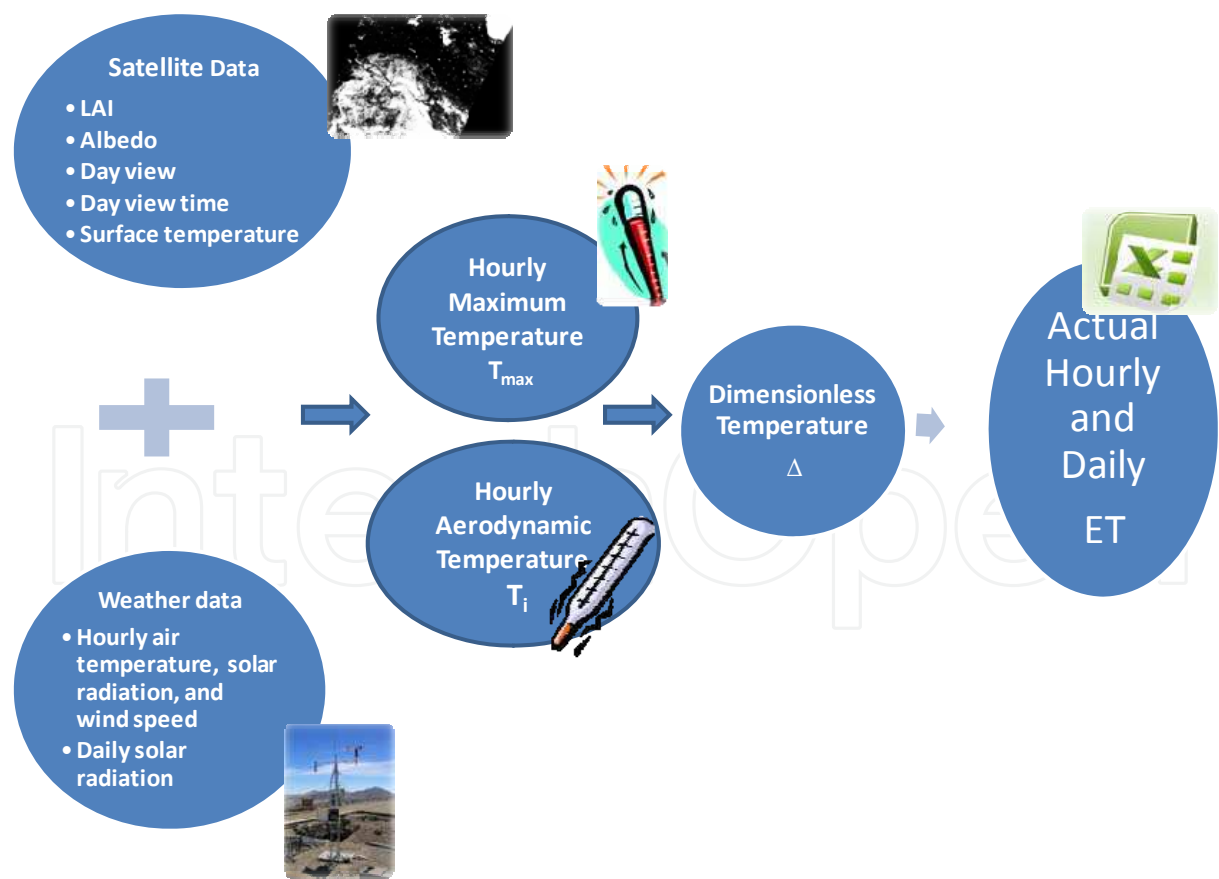 Satellite Data
• LAI
• Albedo
• Day view
• Day view time
• Surface temperature
Hourly
Maximum
Temperature
Tmax
Hourly
Aerodynamic
Temperature
Ti
Dimensionless
Temperature
Δ
Actual
Hourly
and
Daily
ET
Weather data
• Hourly air
temperature, solar
radiation, and
wind speed
• Daily solar
radiation
IntechOpen